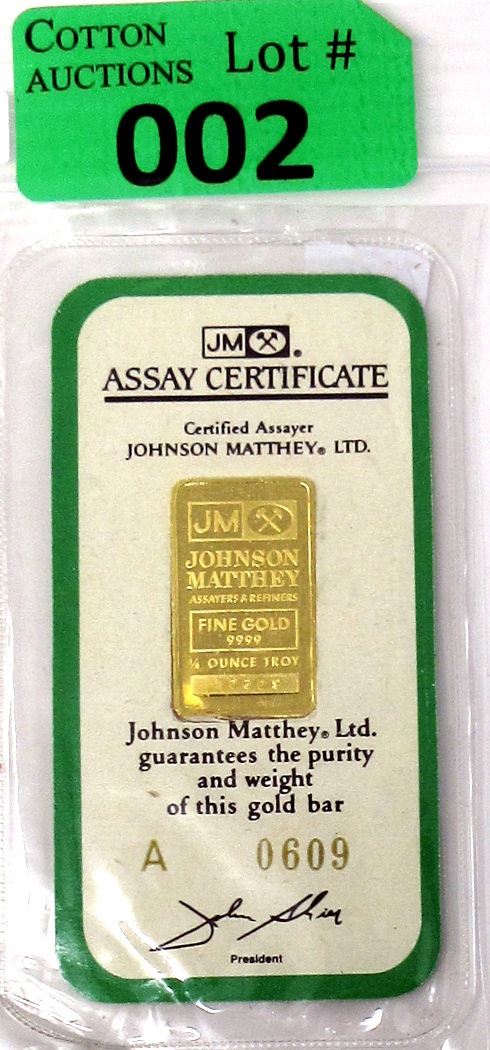 COTTON
AUCTIONS
Lot #
002
JM®
ASSAY CERTIFICATE
Certified Assayer
JOHNSON MATTHEY® LTD.
JM
JOHNSON
MATTHEY
ASSAYERS & REFINERS
FINE GOLD
9999
¼ OUNCE TROY
Johnson Matthey® Ltd.
guarantees the purity
and weight
of this gold bar
A 0609
President